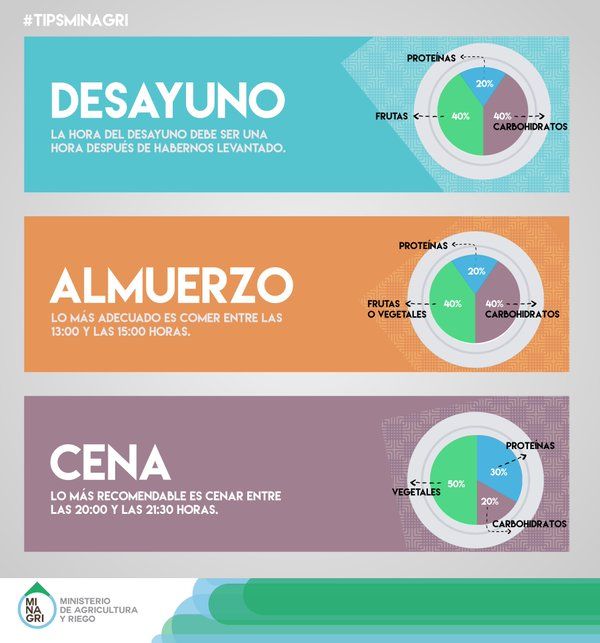 #TIPSMINAGRI
DESAYUNO
LA HORA DEL DESAYUNO DEBE SER UNA
HORA DESPUÉS DE HABERNOS LEVANTADO.
PROTEÍNAS
20%
FRUTAS
40%
40%
CARBOHIDRATOS
ALMUERZO
LO MÁS ADECUADO ES COMER ENTRE LAS
13:00 Y LAS 15:00 HORAS.
PROTEÍNAS
20%
FRUTAS
O VEGETALES
40%
40%
CARBOHIDRATOS
CENA
LO MÁS RECOMENDABLE ES CENAR ENTRE
LAS 20:00 Y LAS 21:30 HORAS.
PROTEÍNAS
30%
VEGETALES
50%
20%
CARBOHIDRATOS
MI
NA
GRI
MINISTERIO
DE AGRICULTURA
Y RIEGO